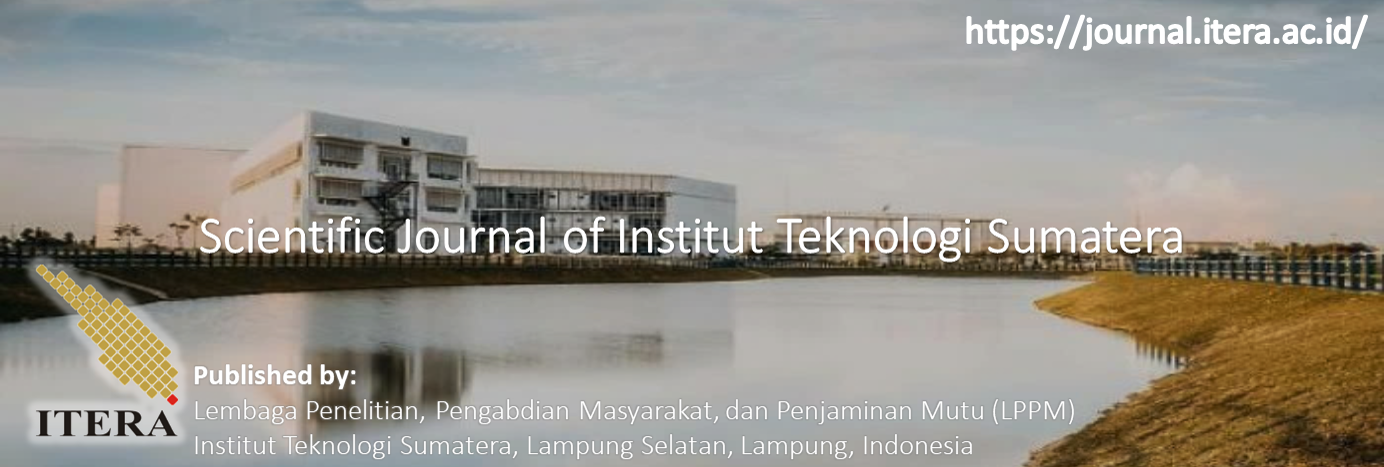 https://journal.itera.ac.id/
Scientific Journal of Institut Teknologi Sumatera
ITERA
Published by:
Lembaga Penelitian, Pengabdian Masyarakat, dan Penjaminan Mutu (LPPM)
Institut Teknologi Sumatera, Lampung Selatan, Lampung, Indonesia